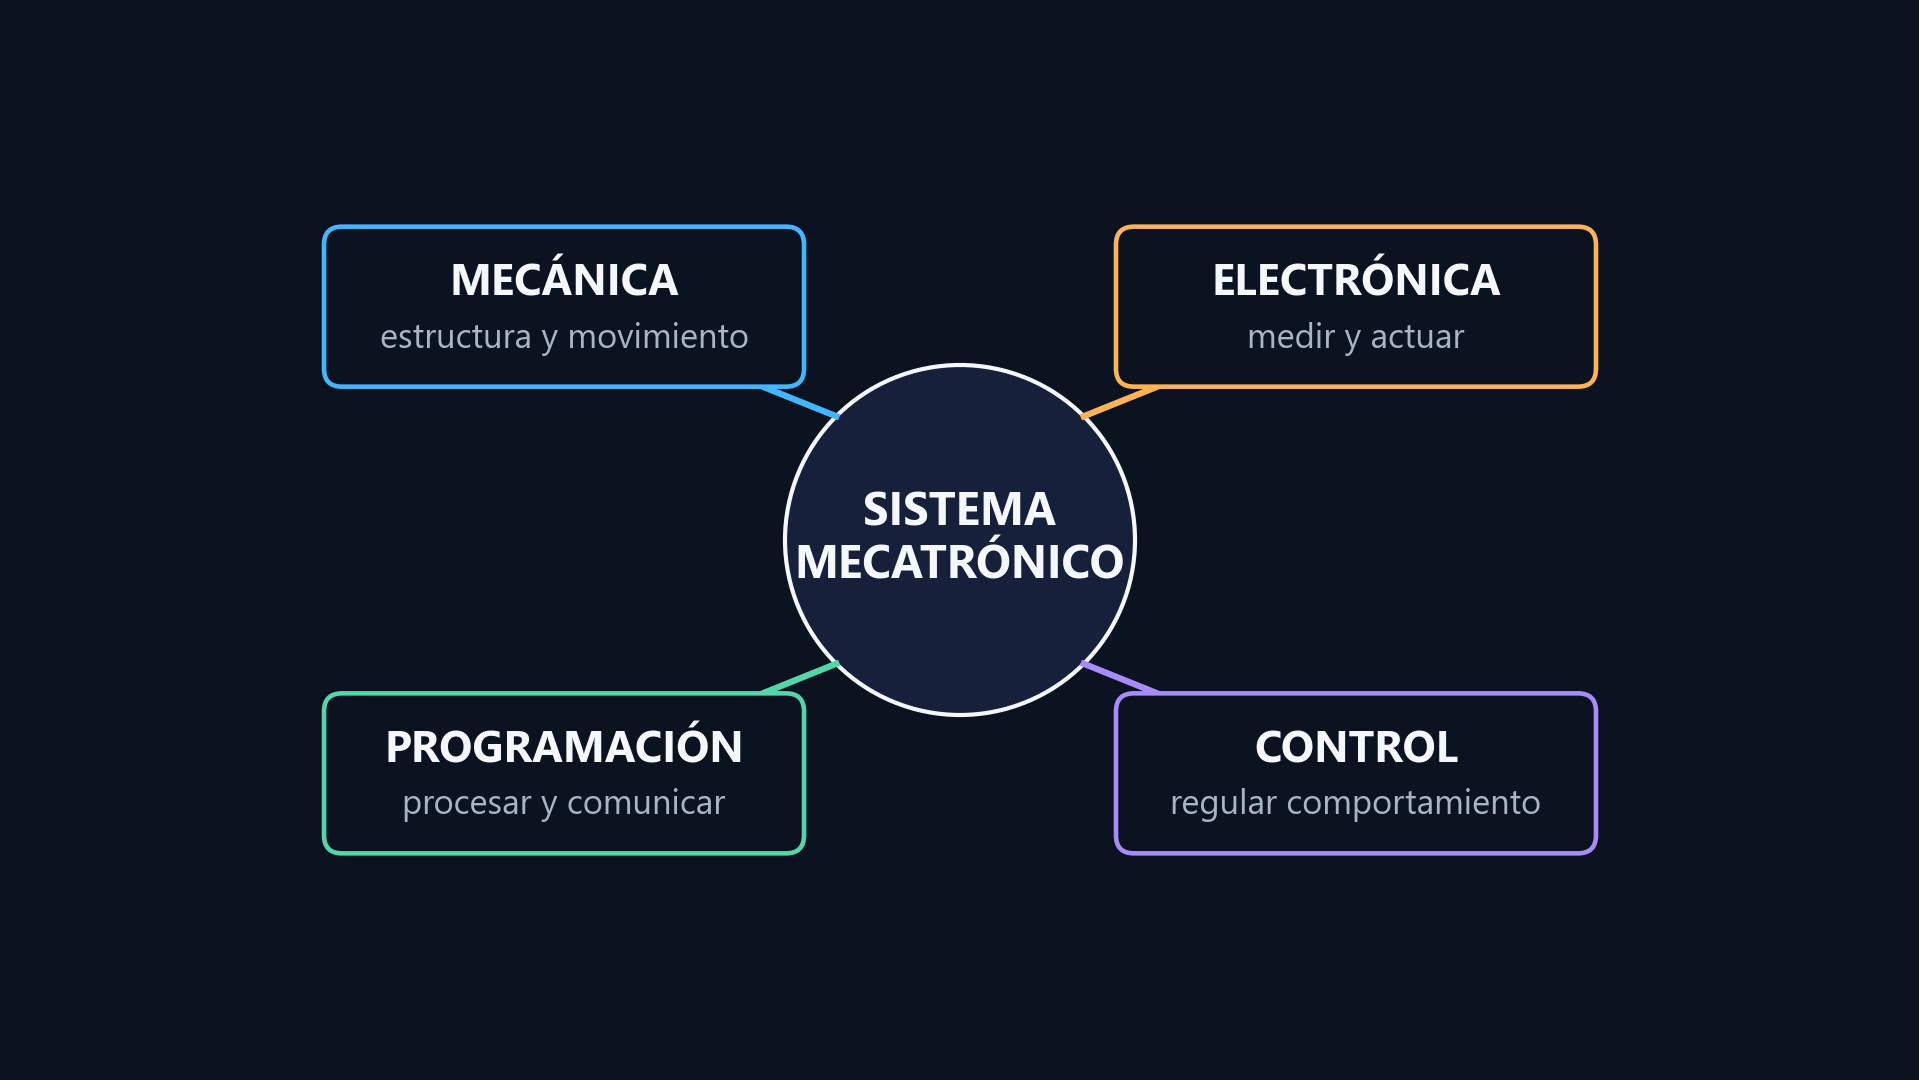 MECÁNICA
estructura y movimiento
ELECTRÓNICA
medir y actuar
SISTEMA
MECATRÓNICO
PROGRAMACIÓN
procesar y comunicar
CONTROL
regular comportamiento